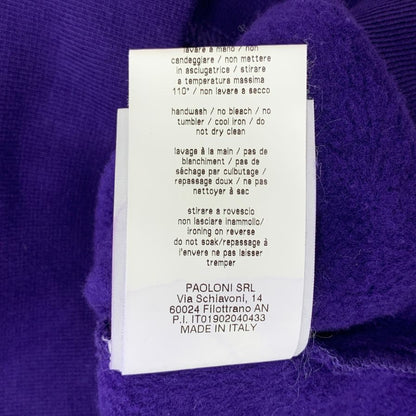 lavare a mano / non
candeggiare / non mattere
in asciugatrice / stirare
a temperatura massima
110° / non lavare a secco
handwash / no bleach / no
tumbler / cool iron / do
not dry clean
lavage à la main / pas de
blanchiment / pas de
séchage par culbutage /
repassage doux / ne pas
nettoyer à sec
stirare a rovescio
non lasciare inammollo/
ironing on reverse
do not soak/repassage à
l'envere ne pas laisser
tremper
PAOLONI SRL
Via Schiavoni, 14
60024 Filottrano AN
P.I. IT01902040433
MADE IN ITALY